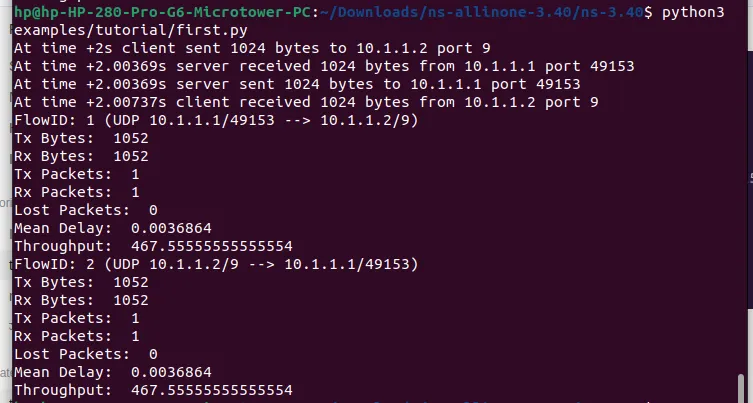 hp@hp-HP-280-Pro-G6-Microtower-PC:~/Downloads/ns-allinone-3.40/ns-3.40$ python3
examples/tutorial/first.py
At time +2s client sent 1024 bytes to 10.1.1.2 port 9
At time +2.00369s server received 1024 bytes from 10.1.1.1 port 49153
At time +2.00369s server sent 1024 bytes to 10.1.1.1 port 49153
At time +2.00737s client received 1024 bytes from 10.1.1.2 port 9
FlowID: 1 (UDP 10.1.1.1/49153 --> 10.1.1.2/9)
Tx Bytes:  1052
Rx Bytes:  1052
Tx Packets:  1
Rx Packets:  1
Lost Packets:  0
Mean Delay:  0.0036864
Throughput:  467.55555555555554
FlowID: 2 (UDP 10.1.1.2/9 --> 10.1.1.1/49153)
Tx Bytes:  1052
Rx Bytes:  1052
Tx Packets:  1
Rx Packets:  1
Lost Packets:  0
Mean Delay:  0.0036864
Throughput:  467.55555555555554